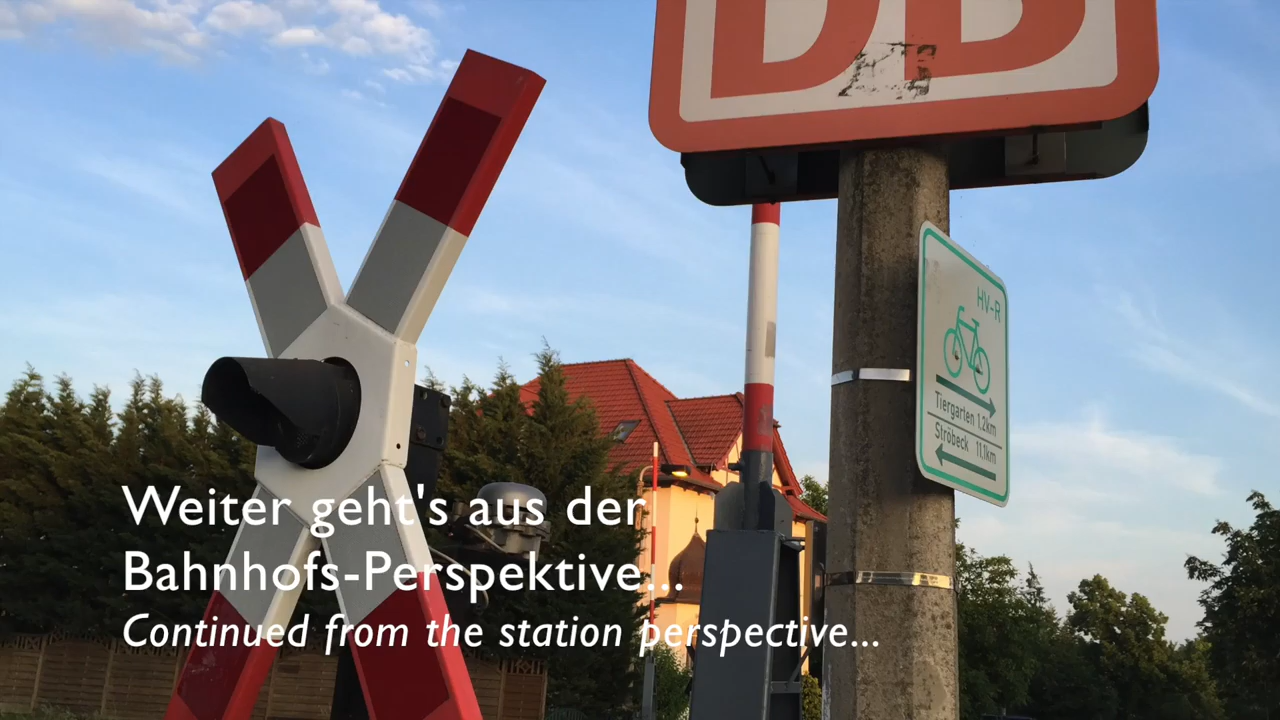 DB
HV-R
Tiergarten 1,2km
Ströbeck 11,1km
Weiter geht's aus der
Bahnhofs-Perspektive...
Continued from the station perspective...